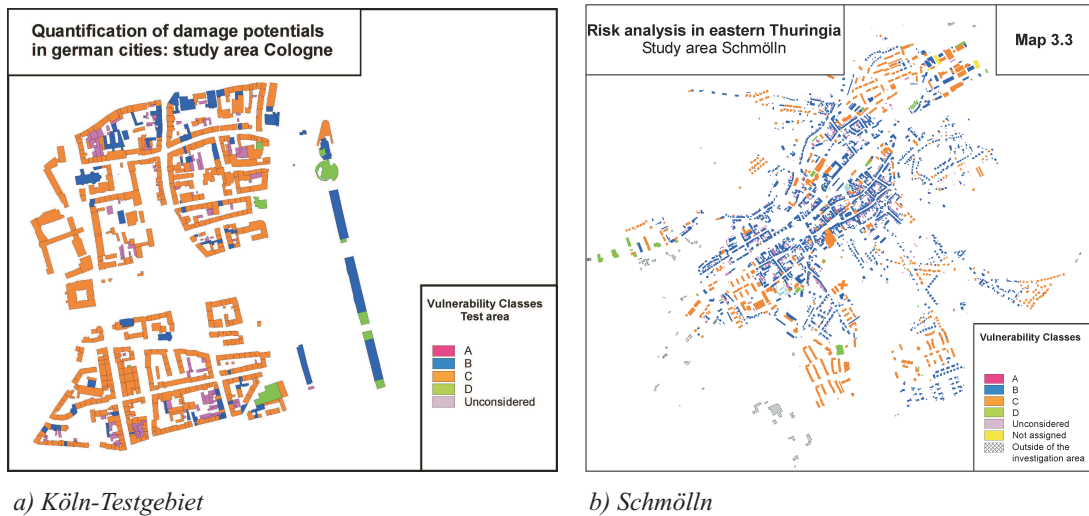 Quantification of damage potentials
in german cities: study area Cologne
Vulnerability Classes
Test area
A
B
C
D
Unconsidered
a) Köln-Testgebiet
Risk analysis in eastern Thuringia
Study area Schmölln
Map 3.3
Vulnerability Classes
A
B
C
D
Unconsidered
Not assigned
Outside of the
investigation area
b) Schmölln